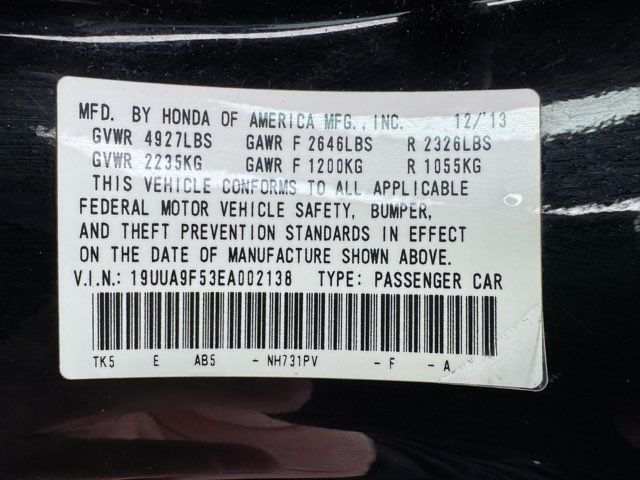 MFD. BY HONDA OF AMERICA MFG., INC. 12/'13
GVWR 4927LBS GAWR F 2646LBS R 2326LBS
GVWR 2235KG GAWR F 1200KG R 1055KG
THIS VEHICLE CONFORMS TO ALL APPLICABLE
FEDERAL MOTOR VEHICLE SAFETY, BUMPER,
AND THEFT PREVENTION STANDARDS IN EFFECT
ON THE DATE OF MANUFACTURE SHOWN ABOVE.
V.I.N.: 19UUA9F53EA002138 TYPE: PASSENGER CAR
TK5 E AB5 - NH731PV - F - A